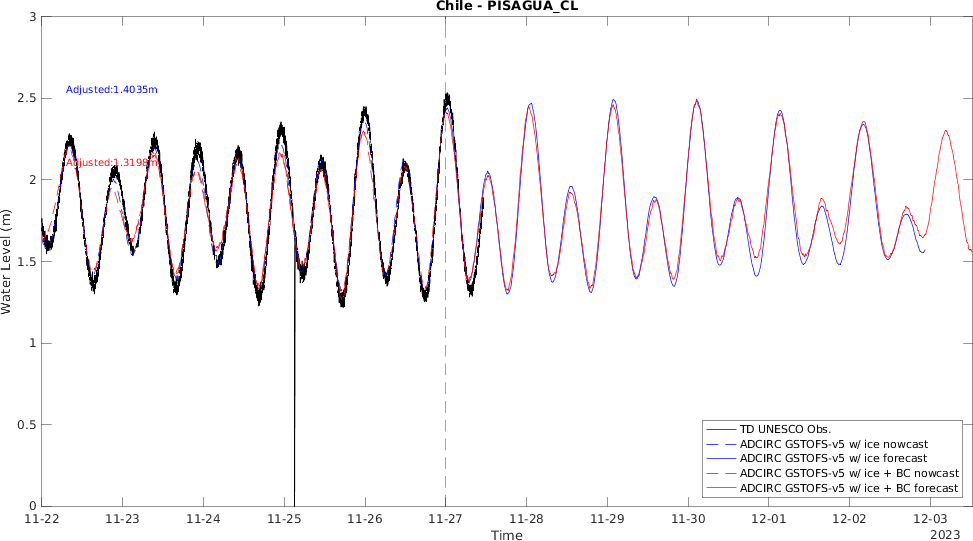 Chile - PISAGUA_CL
3
2.5
2
1.5
1
0.5
0
Water Level (m)
Adjusted:1.4035m
Adjusted:1.3198m
TD UNESCO Obs.
ADCIRC GSTOFS-v5 w/ ice nowcast
ADCIRC GSTOFS-v5 w/ ice forecast
ADCIRC GSTOFS-v5 w/ ice + BC nowcast
ADCIRC GSTOFS-v5 w/ ice + BC forecast
11-22 11-23 11-24 11-25 11-26 11-27 11-28 11-29 11-30 12-01 12-02 12-03
Time
2023